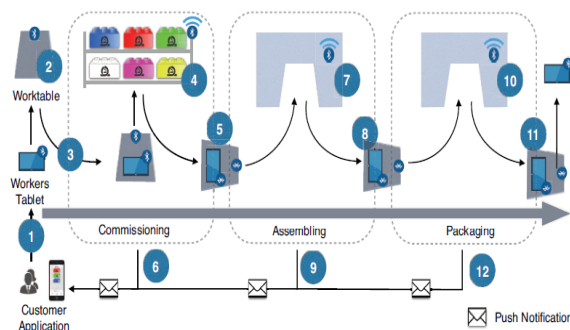 2
4
7
10
Worktable
5
8
11
3
Workers
Tablet
1
Commissioning
Assembling
Packaging
6
9
12
Customer
Application
Push Notification